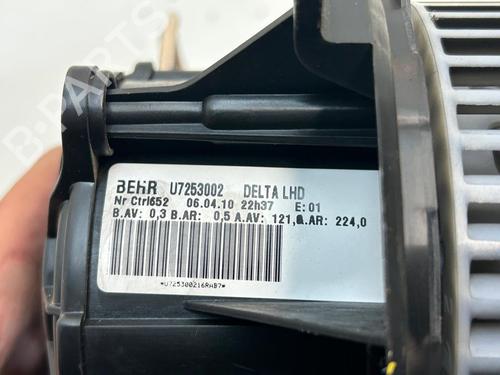 BEHR U7253002 DELTA LHD
Nr Ctrl652 06.04.10 22h37 E:01
B.AV: 0,3 B.AR: 0,5 A.AV: 121, A.AR: 224,0
*U725300216RAB7*
B-PARTS